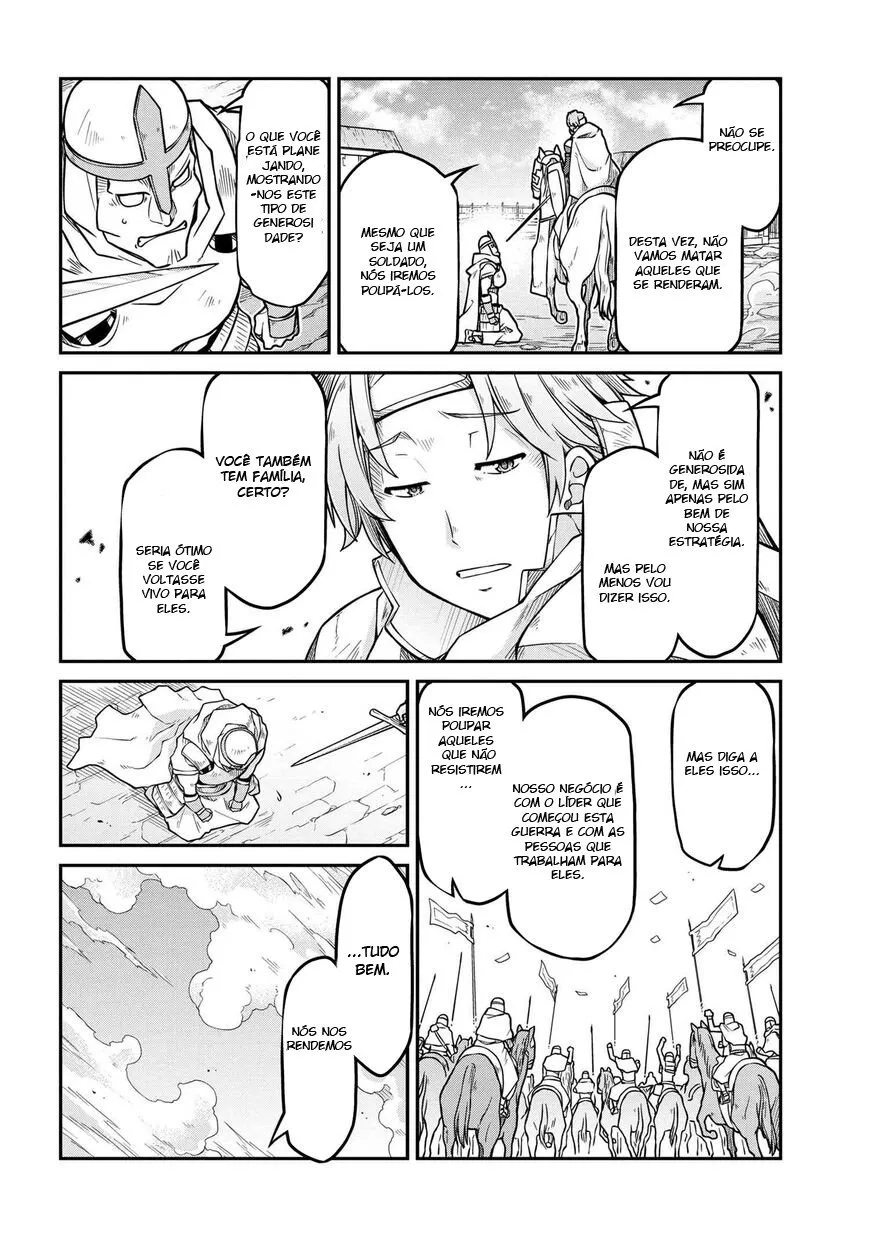 NÃO SE
PREOCUPE.
DESTA VEZ, NÃO
VAMOS MATAR
AQUELES QUE
SE RENDERAM.
MESMO QUE
SEJA UM
SOLDADO,
NÓS IREMOS
POUPÁ-LOS.
O QUE VOCÊ
ESTÁ PLANE
JANDO,
MOSTRANDO
-NOS ESTE
TIPO DE
GENEROSI
DADE?
NÃO É
GENEROSIDA
DE, MAS SIM
APENAS PELO
BEM DE
NOSSA
ESTRATÉGIA.
MAS PELO
MENOS VOU
DIZER ISSO.
VOCÊ TAMBÉM
TEM FAMÍLIA,
CERTO?
SERIA ÓTIMO
SE VOCÊ
VOLTASSE
VIVO PARA
ELES.
MAS DIGA A
ELES ISSO...
NOSSO NEGÓCIO É
COM O LÍDER QUE
COMEÇOU ESTA
GUERRA E COM AS
PESSOAS QUE
TRABALHAM PARA
ELES.
NÓS IREMOS
POUPAR
AQUELES
QUE NÃO
RESISTIREM
...
...TUDO
BEM.
NÓS NOS
RENDEMOS